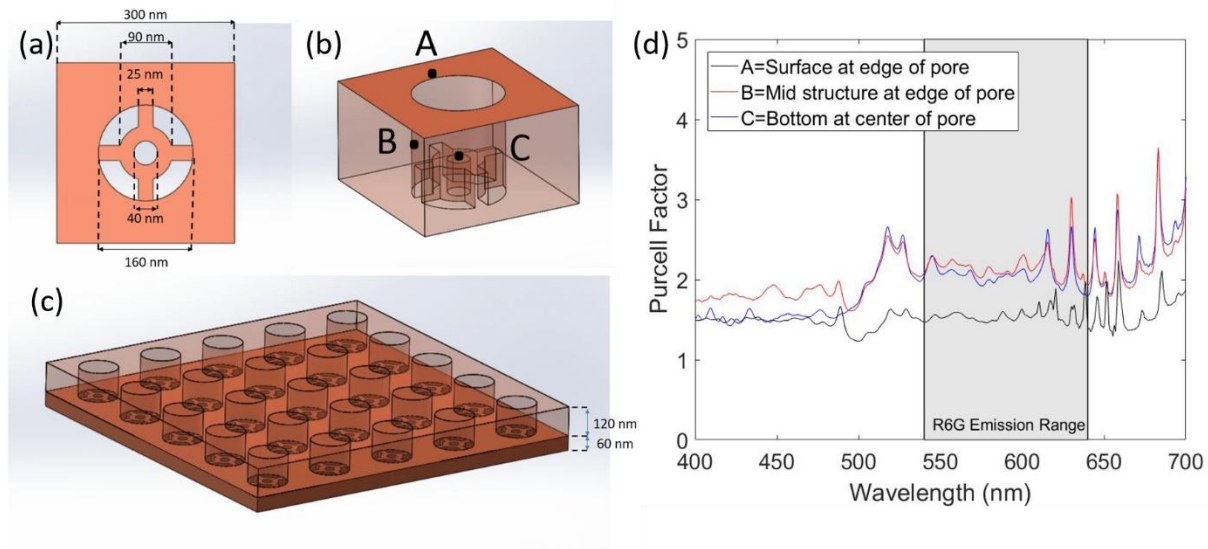 (a)
300 nm
90 nm
25 nm
40 nm
160 nm
(b)
A
B
C
(c)
120 nm
60 nm
(d)
5
4
3
2
1
0
Purcell Factor
A=Surface at edge of pore
B=Mid structure at edge of pore
C=Bottom at center of pore
R6G Emission Range
400
450
500
550
600
650
700
Wavelength (nm)